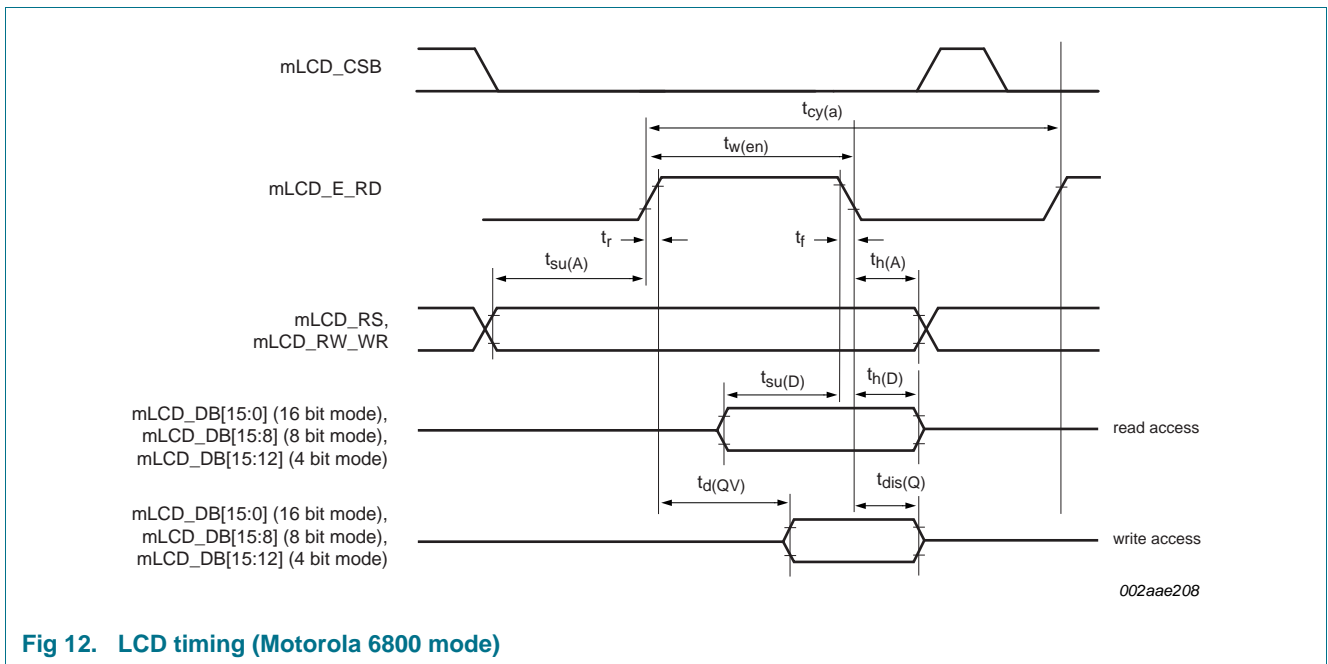 mLCD_CSB
tcy(a)
tw(en)
mLCD_E_RD
tr
tf
tsu(A)
th(A)
mLCD_RS,
mLCD_RW_WR
tsu(D)
th(D)
mLCD_DB[15:0] (16 bit mode),
mLCD_DB[15:8] (8 bit mode),
mLCD_DB[15:12] (4 bit mode)
read access
td(QV)
tdis(Q)
mLCD_DB[15:0] (16 bit mode),
mLCD_DB[15:8] (8 bit mode),
mLCD_DB[15:12] (4 bit mode)
write access
002aae208
Fig 12. LCD timing (Motorola 6800 mode)